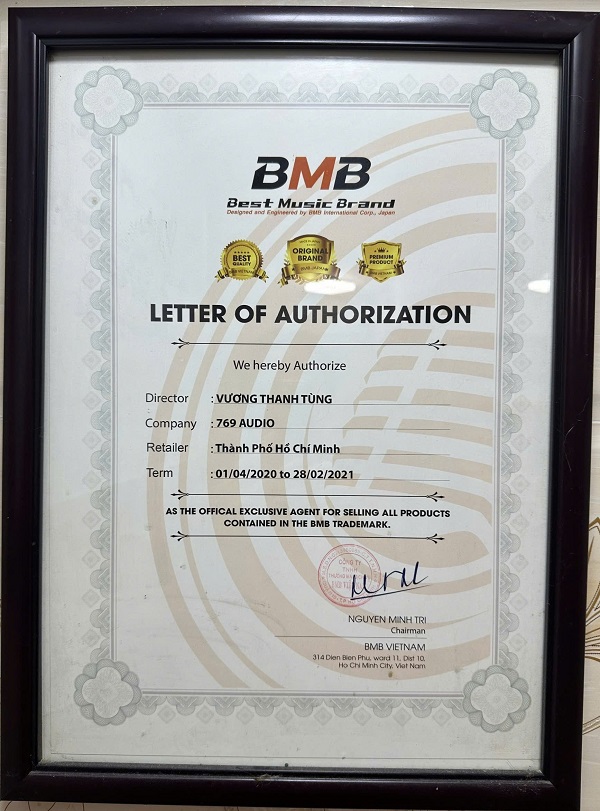 BMB
Best Music Brand
Designed and Engineered by BMB International Corp., Japan
BEST QUALITY
ORIGINAL BRAND
PREMIUM PRODUCT
LETTER OF AUTHORIZATION
We hereby Authorize
Director : VƯƠNG THANH TÙNG
Company : 769 AUDIO
Retailer : Thành Phố Hồ Chí Minh
Term : 01/04/2020 to 28/02/2021
AS THE OFFICAL EXCLUSIVE AGENT FOR SELLING ALL PRODUCTS
CONTAINED IN THE BMB TRADEMARK.
CÔNG TY
TNHH
NGUYEN MINH TRI
Chairman
BMB VIETNAM
314 Dien Bien Phu, ward 11, Dist 10,
Ho Chi Minh City, Viet Nam